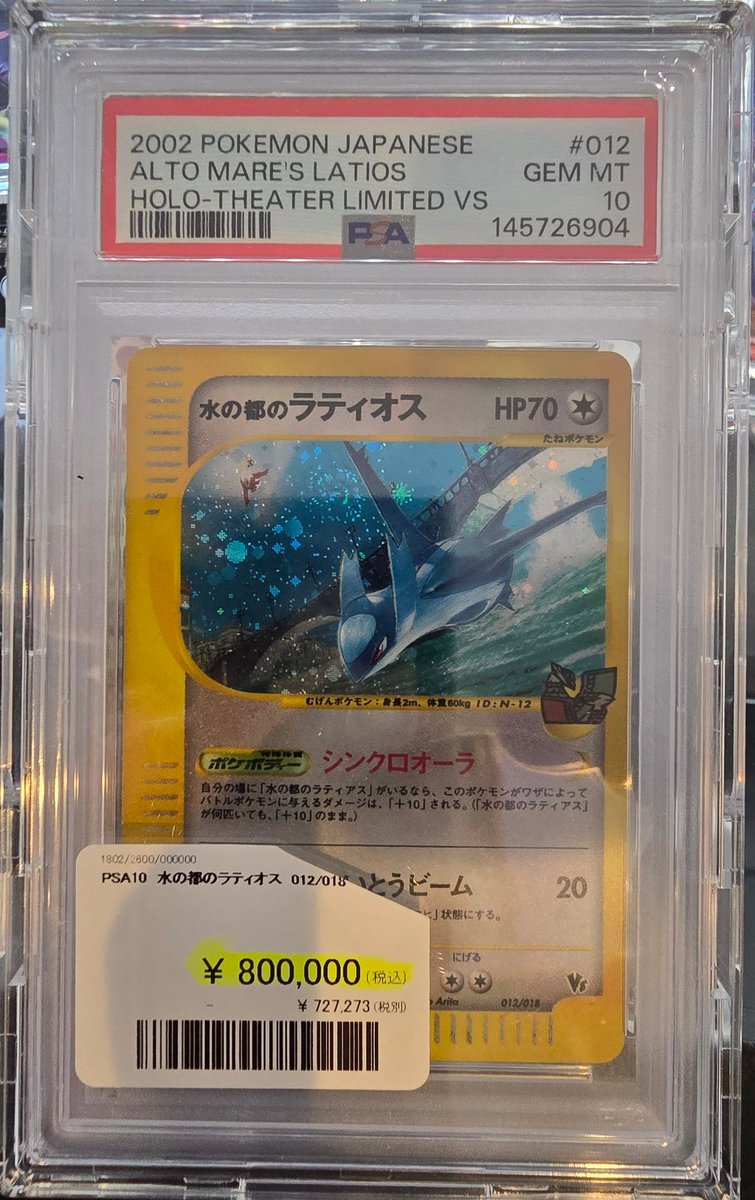 2002 POKEMON JAPANESE #012
ALTO MARE'S LATIOS GEM MT
HOLO-THEATER LIMITED VS 10
PSA 145726904
水の都のラティオス HP70
たねポケモン
むげんポケモン：身長2m、体重60kg ID:N-12
特殊体質
ポケボディー シンクロオーラ
自分の場に「水の都のラティアス」がいるなら、このポケモンがワザによって
バトルポケモンに与えるダメージは、「＋10」される。（「水の都のラティアス」
が何匹いても、「＋10」のまま。）
いとうビーム 20
」状態にする。
にげる
Arita 012/018 VS
1802/2600/000000
PSA10 水の都のラティオス 012/018
¥ 800,000 (税込)
¥ 727,273 (税別)